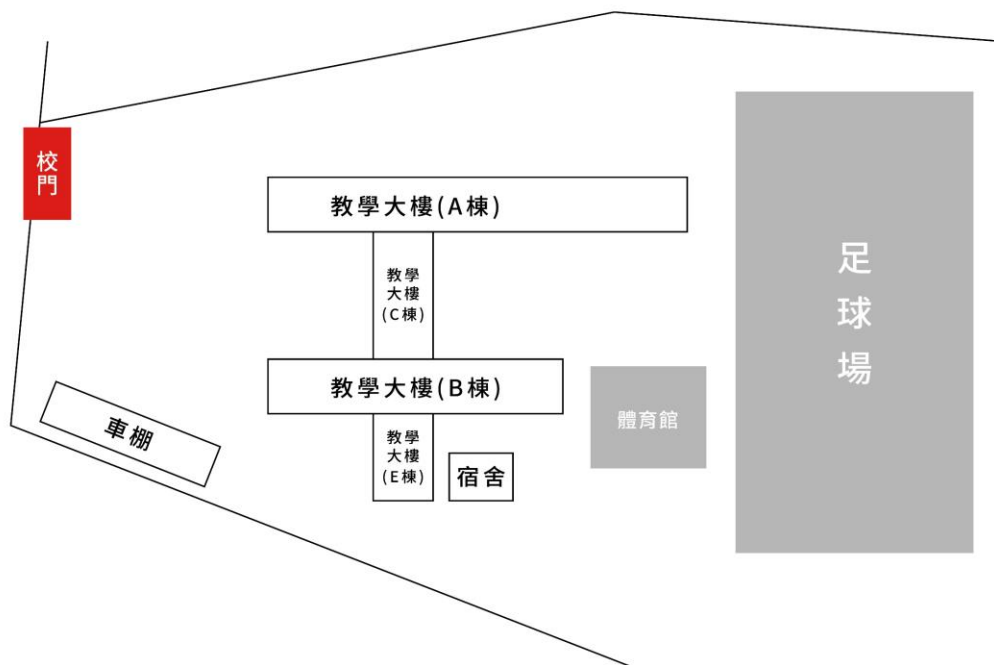 校門
教學大樓(A棟)
教學
大樓
(C棟)
教學大樓(B棟)
教學
大樓
(E棟)
宿舍
車棚
體育館
足球場